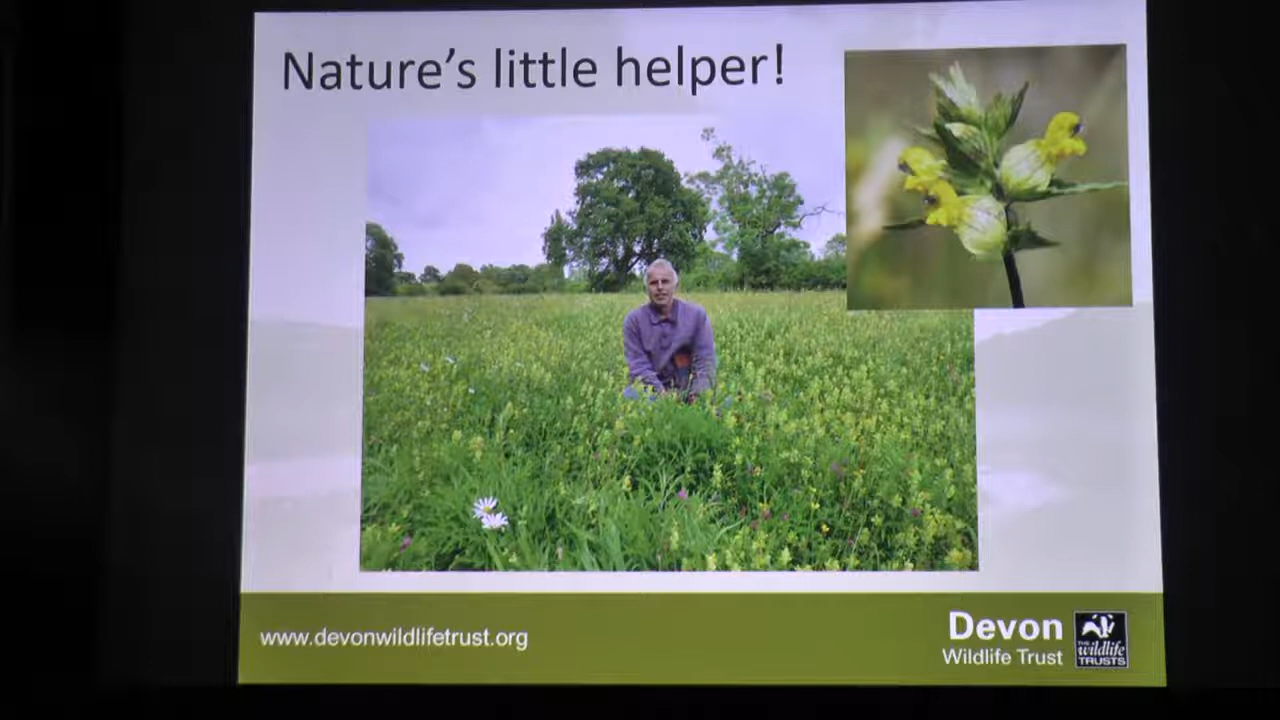 Nature's little helper!
www.devonwildlifetrust.org
Devon
Wildlife Trust
THE
wildlife
TRUSTS